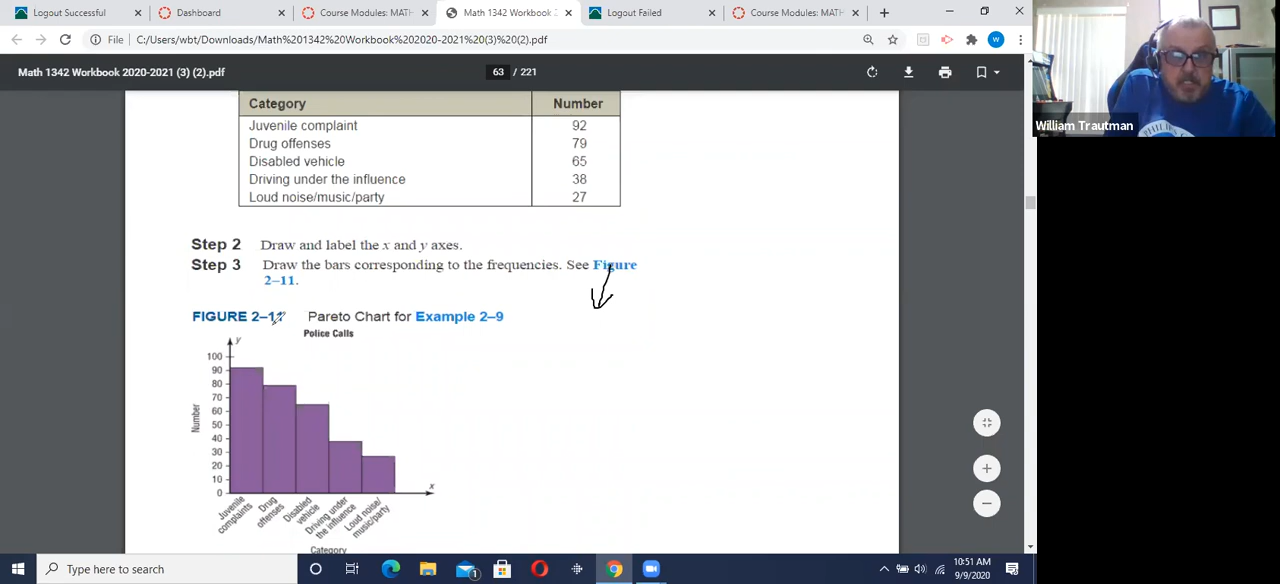 Logout Successful
Dashboard
Course Modules: MATH
Math 1342 Workbook 2
Logout Failed
Course Modules: MATH
File
C:/Users/wbt/Downloads/Math%201342%20Workbook%202020-2021%20(3)%20(2).pdf
W
Math 1342 Workbook 2020-2021 (3) (2).pdf
63 / 221
William Trautman
Category Number
Juvenile complaint 92
Drug offenses 79
Disabled vehicle 65
Driving under the influence 38
Loud noise/music/party 27
Step 2 Draw and label the x and y axes.
Step 3 Draw the bars corresponding to the frequencies. See Figure
2–11.
FIGURE 2–11 Pareto Chart for Example 2–9
Police Calls
y
100
90
80
70
60
50
40
30
20
10
0
Number
x
Juvenile complaints
Drug offenses
Disabled vehicle
Driving under the influence
Loud noise/ music/party
Category
Type here to search
1
10:51 AM
9/9/2020